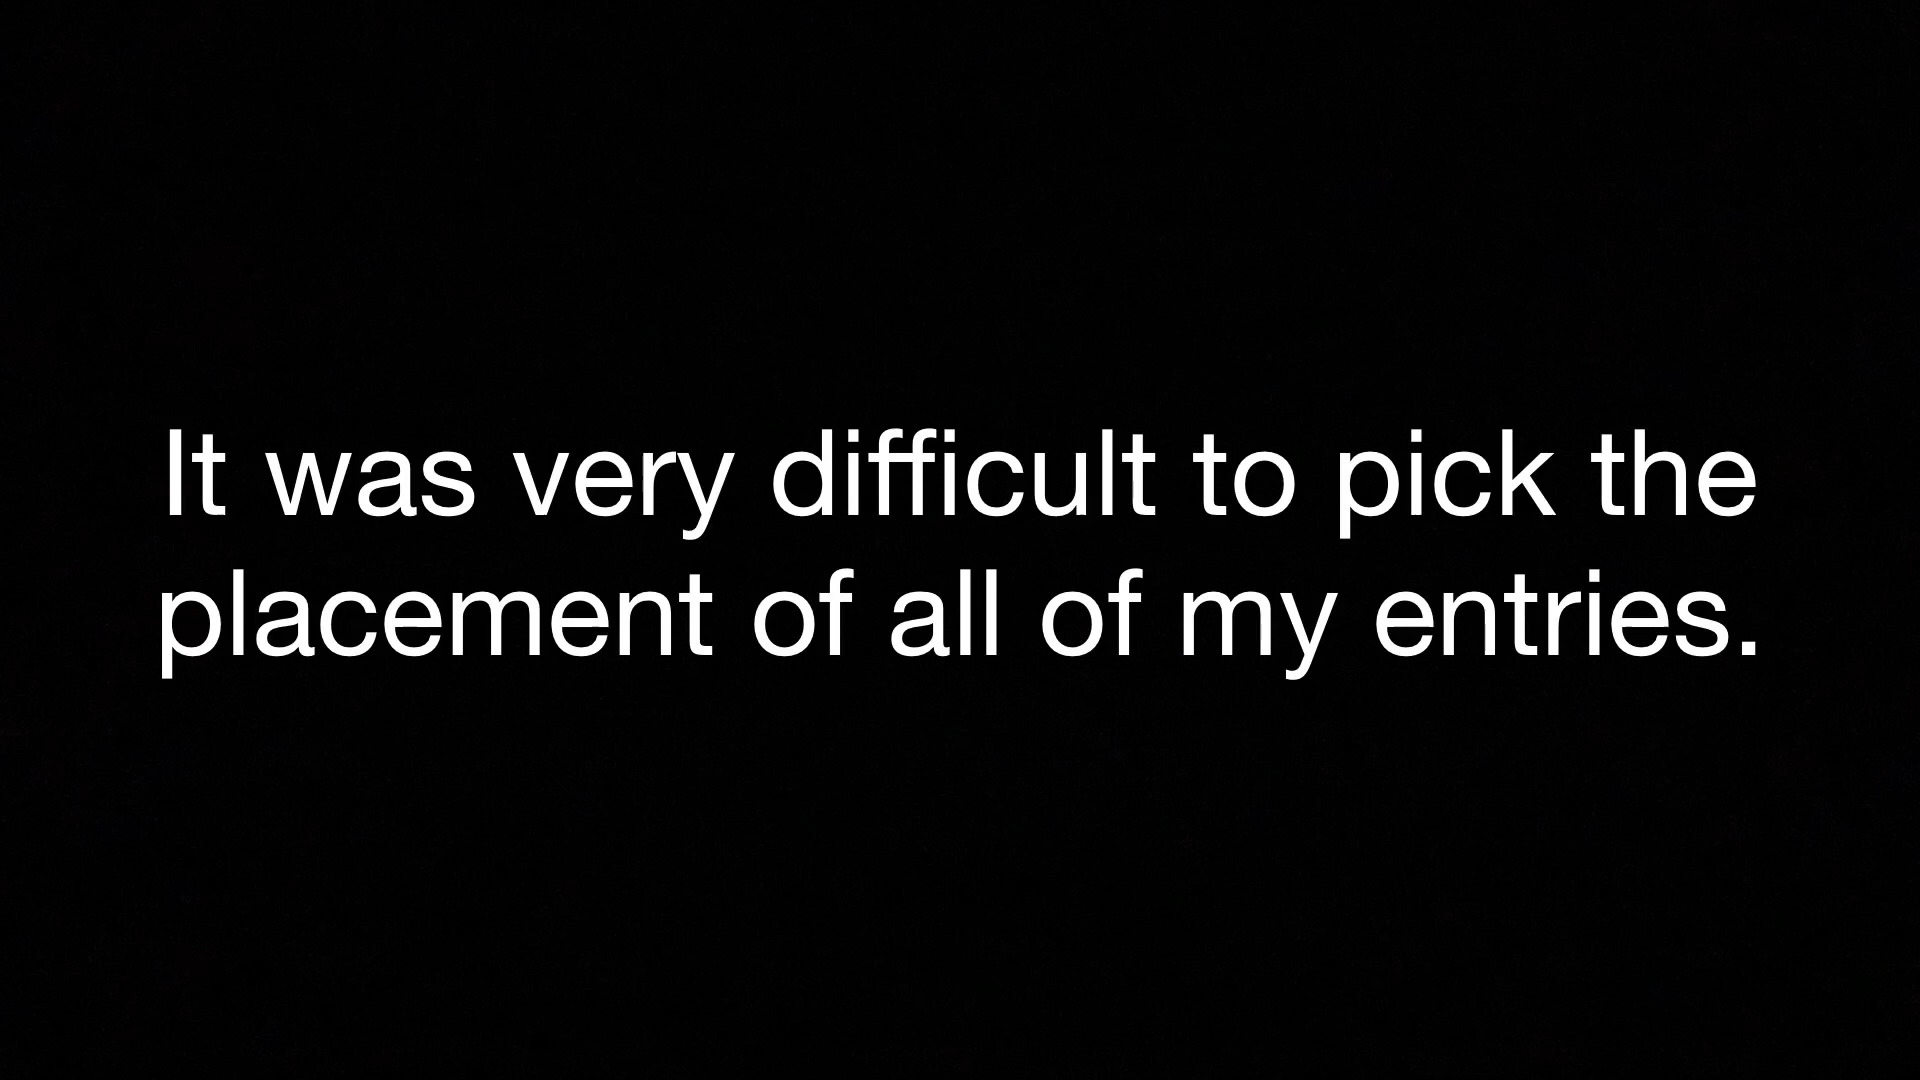 It was very difficult to pick the
placement of all of my entries.